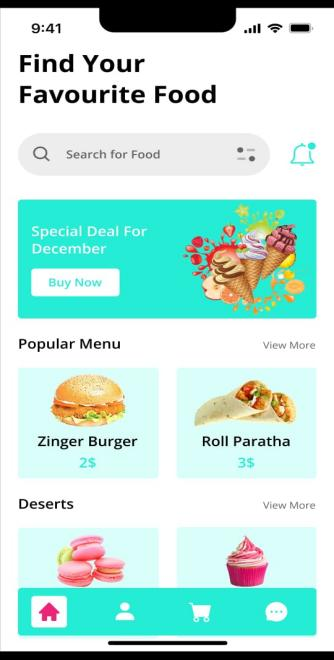 9:41
Find Your
Favourite Food
Search for Food
Special Deal For
December
Buy Now
Popular Menu View More
Zinger Burger Roll Paratha
2$ 3$
Deserts View More